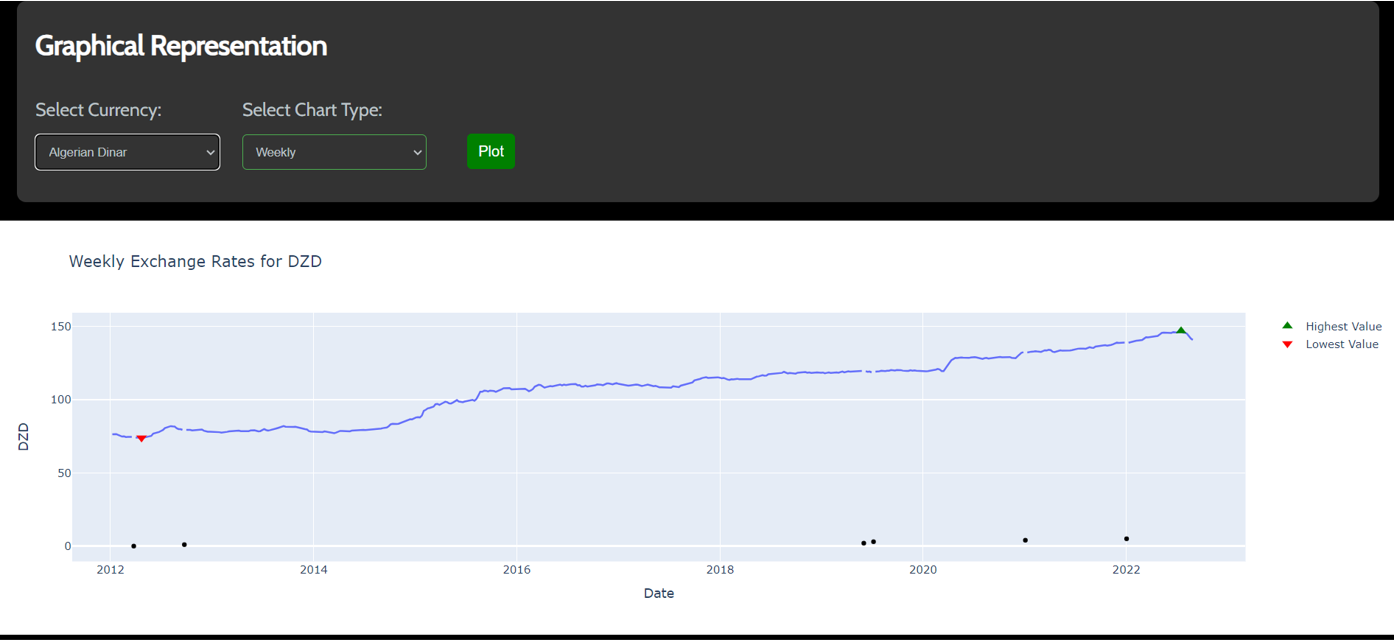 Graphical Representation
Select Currency: Select Chart Type:
Algerian Dinar Weekly Plot
Weekly Exchange Rates for DZD
Highest Value
Lowest Value
150
100
50
0
DZD
2012 2014 2016 2018 2020 2022
Date